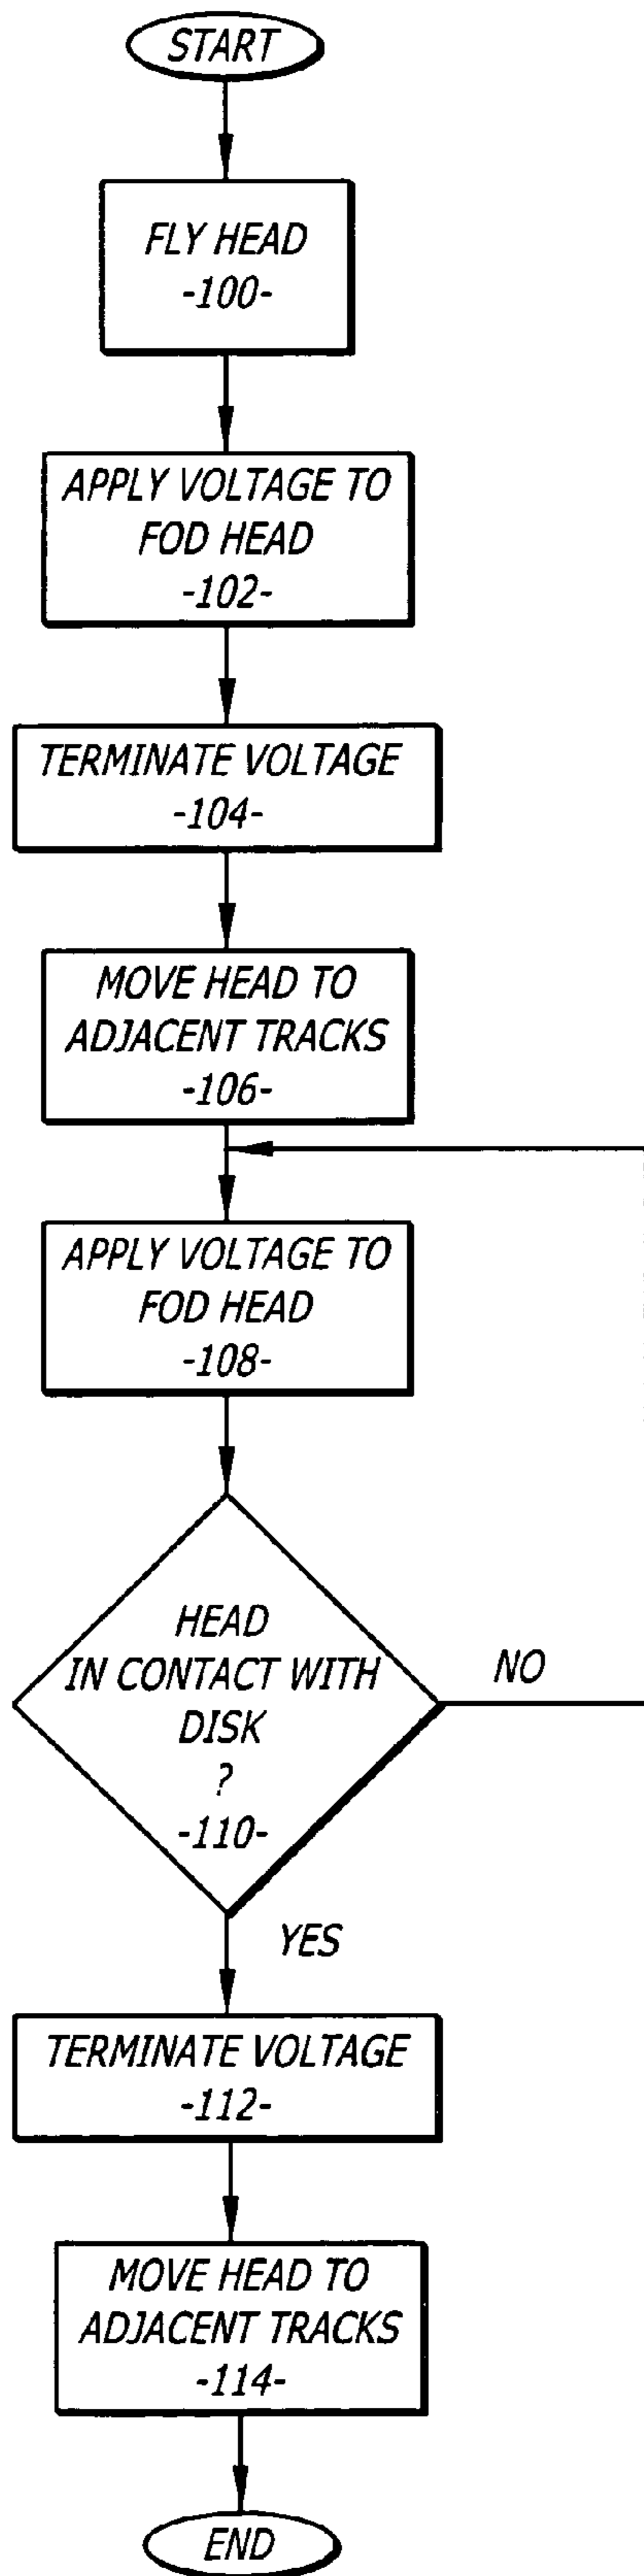 START
FLY HEAD
-100-
APPLY VOLTAGE TO
FOD HEAD
-102-
TERMINATE VOLTAGE
-104-
MOVE HEAD TO
ADJACENT TRACKS
-106-
APPLY VOLTAGE TO
FOD HEAD
-108-
HEAD
IN CONTACT WITH
DISK
?
-110-
NO
YES
TERMINATE VOLTAGE
-112-
MOVE HEAD TO
ADJACENT TRACKS
-114-
END